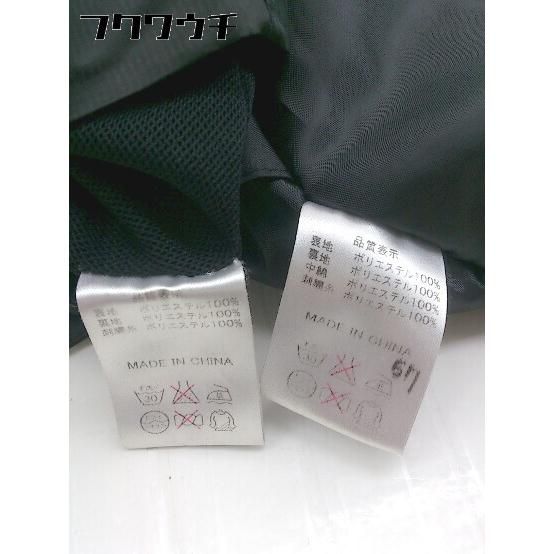 フクワウチ
品質表示
表地 ポリエステル100%
裏地 ポリエステル100%
刺繍糸 ポリエステル100%
MADE IN CHINA
30
品質表示
表地 ポリエステル100%
裏地 ポリエステル100%
中綿 ポリエステル100%
刺繍糸 ポリエステル100%
MADE IN CHINA
30
67